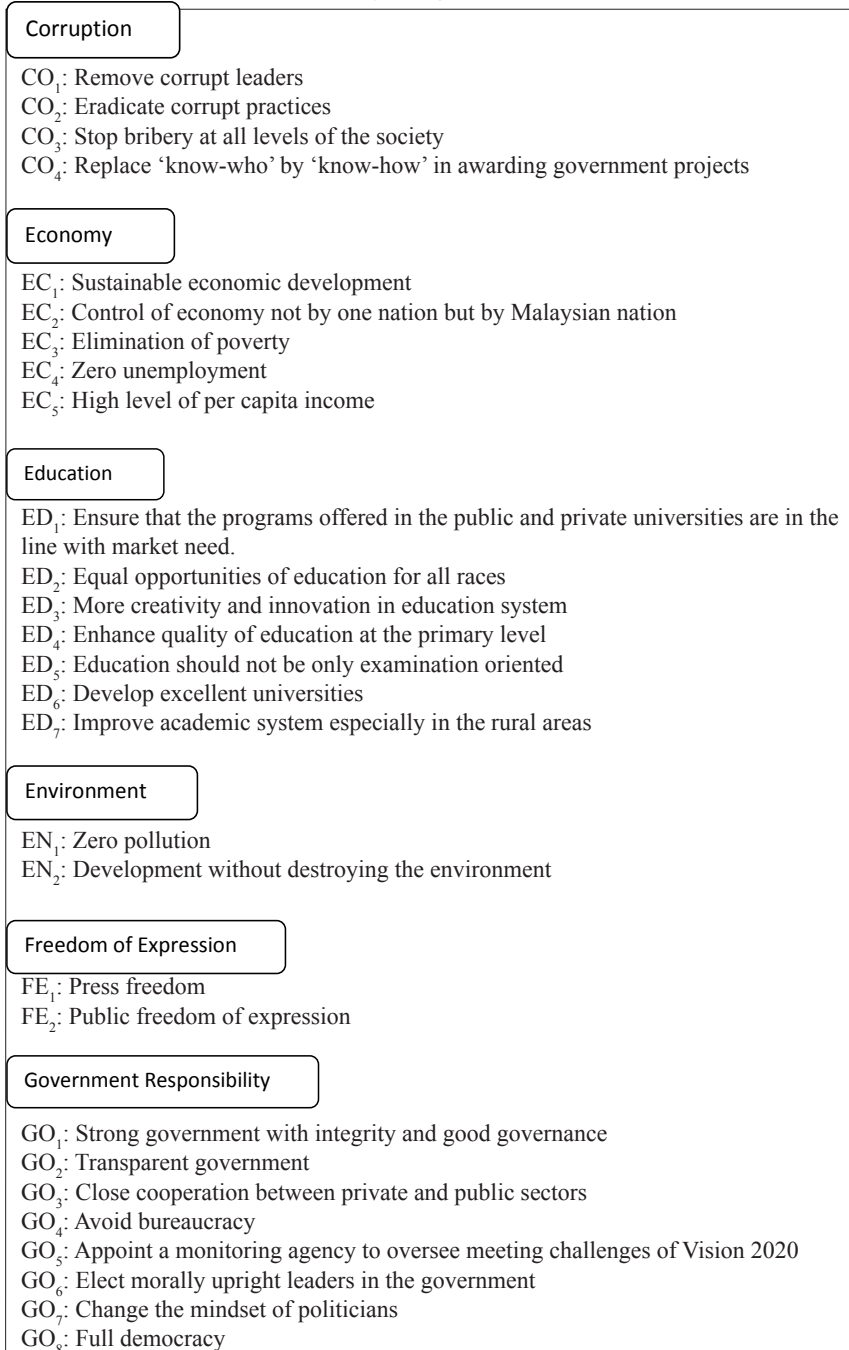 Corruption
CO₁: Remove corrupt leaders
CO₂: Eradicate corrupt practices
CO₃: Stop bribery at all levels of the society
CO₄: Replace ‘know-who’ by ‘know-how’ in awarding government projects
Economy
EC₁: Sustainable economic development
EC₂: Control of economy not by one nation but by Malaysian nation
EC₃: Elimination of poverty
EC₄: Zero unemployment
EC₅: High level of per capita income
Education
ED₁: Ensure that the programs offered in the public and private universities are in the
line with market need.
ED₂: Equal opportunities of education for all races
ED₃: More creativity and innovation in education system
ED₄: Enhance quality of education at the primary level
ED₅: Education should not be only examination oriented
ED₆: Develop excellent universities
ED₇: Improve academic system especially in the rural areas
Environment
EN₁: Zero pollution
EN₂: Development without destroying the environment
Freedom of Expression
FE₁: Press freedom
FE₂: Public freedom of expression
Government Responsibility
GO₁: Strong government with integrity and good governance
GO₂: Transparent government
GO₃: Close cooperation between private and public sectors
GO₄: Avoid bureaucracy
GO₅: Appoint a monitoring agency to oversee meeting challenges of Vision 2020
GO₆: Elect morally upright leaders in the government
GO₇: Change the mindset of politicians
GO₈: Full democracy